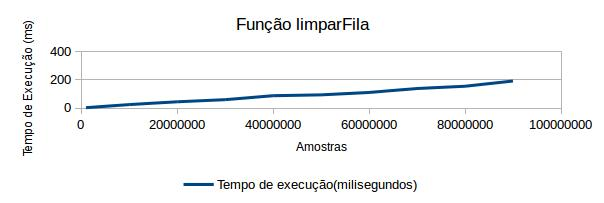 Função limparFila
Tempo de Execução (ms)
400
200
0
0 20000000 40000000 60000000 80000000 100000000
Amostras
Tempo de execução(milisegundos)